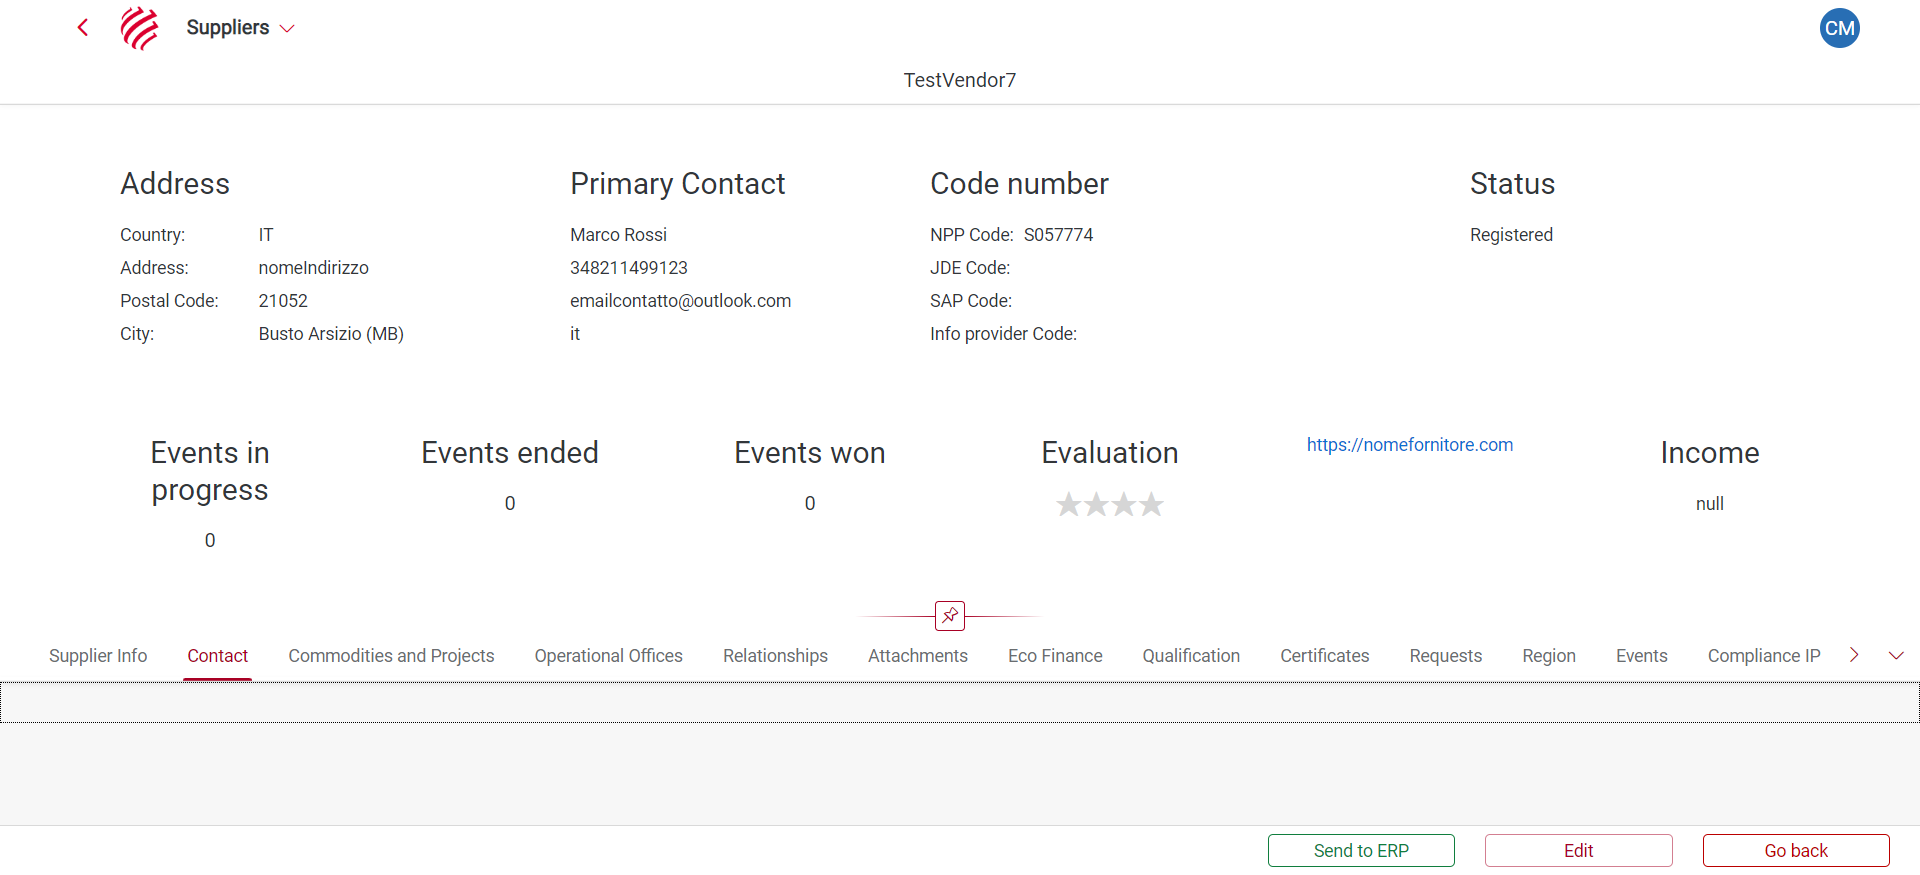 Suppliers
CM
TestVendor7
Address
Country: IT
Address: nomeIndirizzo
Postal Code: 21052
City: Busto Arsizio (MB)
Primary Contact
Marco Rossi
348211499123
emailcontatto@outlook.com
it
Code number
NPP Code: S057774
JDE Code:
SAP Code:
Info provider Code:
Status
Registered
Events in
progress
0
Events ended
0
Events won
0
Evaluation
https://nomefornitore.com
Income
null
Supplier Info Contact Commodities and Projects Operational Offices Relationships Attachments Eco Finance Qualification Certificates Requests Region Events Compliance IP
Send to ERP Edit Go back